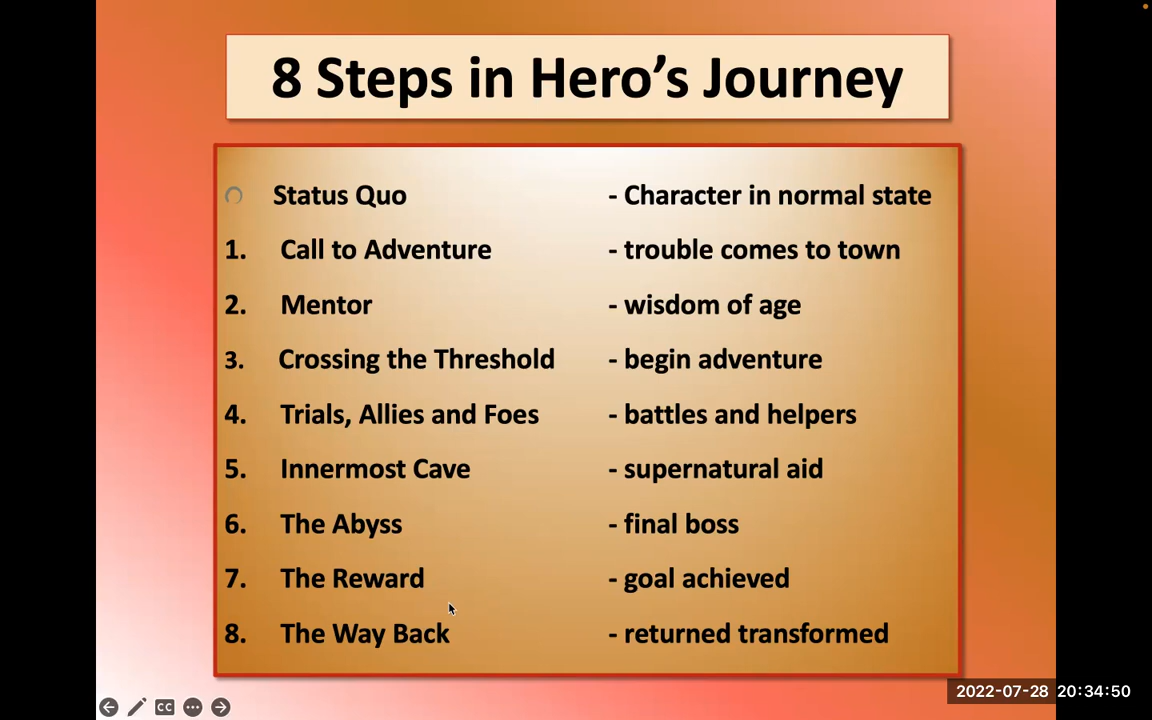 8 Steps in Hero’s Journey
Status Quo - Character in normal state
1. Call to Adventure - trouble comes to town
2. Mentor - wisdom of age
3. Crossing the Threshold - begin adventure
4. Trials, Allies and Foes - battles and helpers
5. Innermost Cave - supernatural aid
6. The Abyss - final boss
7. The Reward - goal achieved
8. The Way Back - returned transformed
2022-07-28 20:34:50
CC